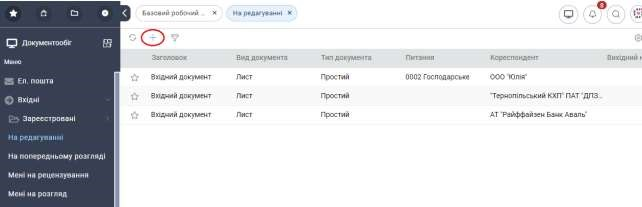 Базовий робочий ... ×
На редагуванні ×
8
Документообіг
Меню
Ел. пошта
Вхідні
Зареєстровані
На редагуванні
На попередньому розгляді
Мені на рецензування
Мені на розгляд
Заголовок Вид документа Тип документа Питання Кореспондент Вихідний
Вхідний документ Лист Простий 0002 Господарське ООО "Юлія"
Вхідний документ Лист Простий "Тернопільський КХП" ПАТ "ДПЗ...
Вхідний документ Лист Простий АТ "Райффайзен Банк Аваль"